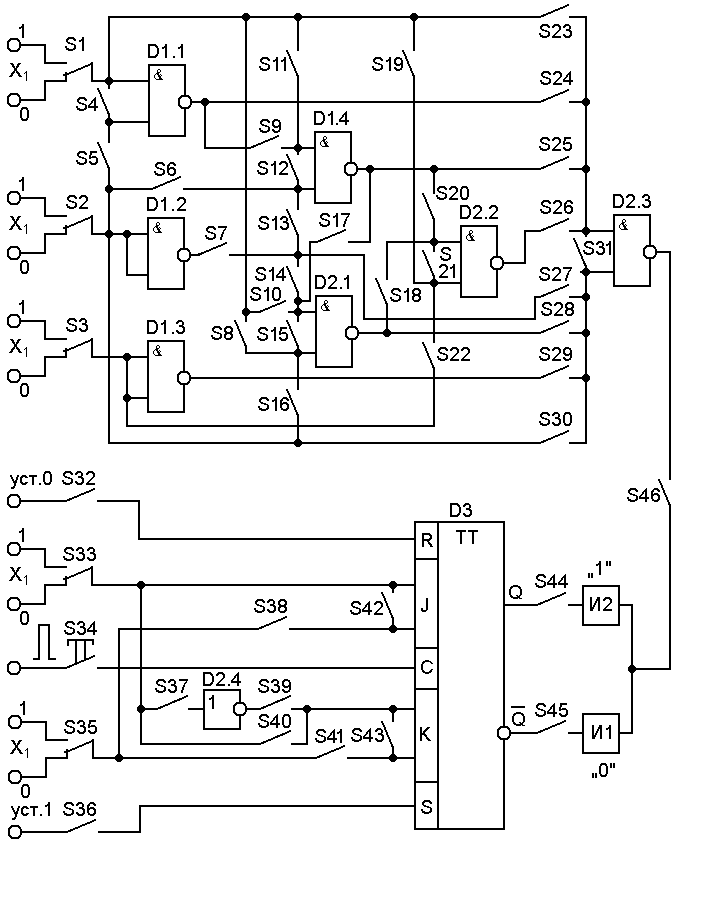 1
S1
X₁
0
S4
S5
D1.1
&
S9
S11
S12
D1.4
&
S19
S23
S24
S25
1
S2
X₁
0
S6
D1.2
&
S7
S13
S17
S20
D2.2
&
S 21
S26
S31
D2.3
&
S14
S10
S8
S15
S16
D2.1
&
S18
S22
S27
S28
S29
S30
1
S3
X₁
0
D1.3
&
S46
уст.0 S32
1
S33
X₁
0
S34
1
S35
X₁
0
уст.1 S36
S37
D2.4
1
S38
S39
S40
S41
S42
S43
D3
TT
R
J
C
K
S
Q
S44
„1"
И2
Q
S45
И1
„0"